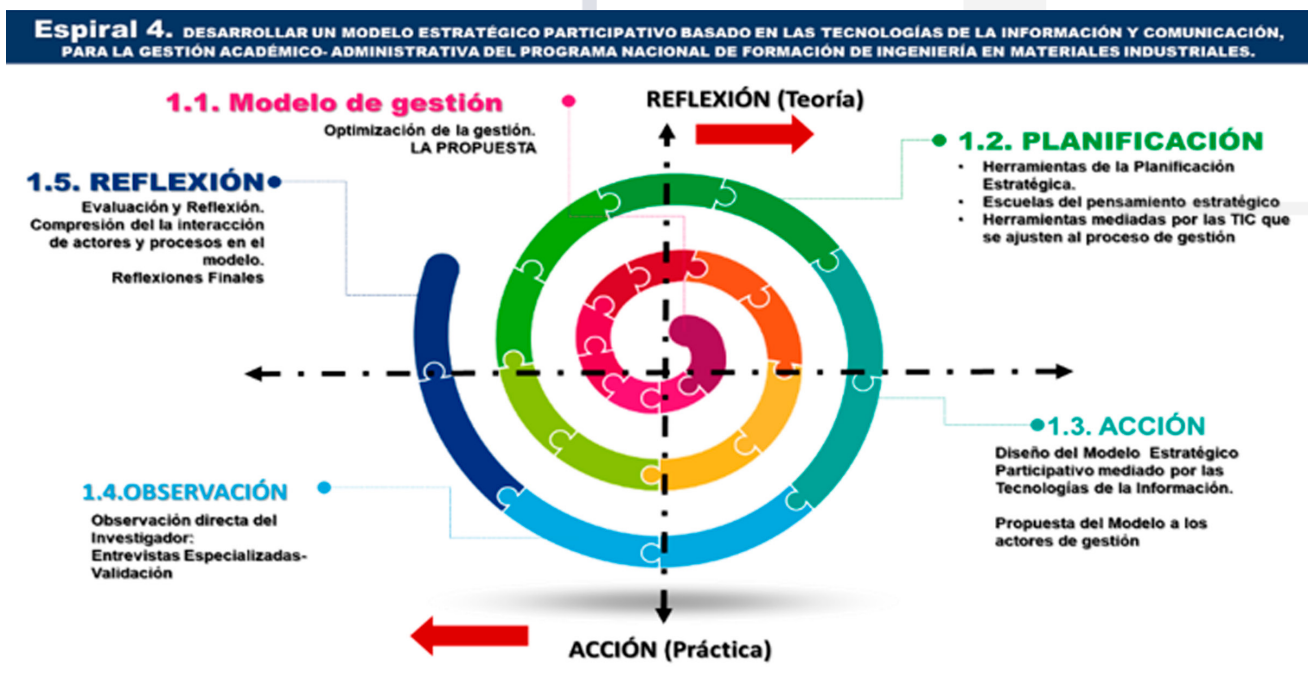 Espiral 4. DESARROLLAR UN MODELO ESTRATÉGICO PARTICIPATIVO BASADO EN LAS TECNOLOGÍAS DE LA INFORMACIÓN Y COMUNICACIÓN,
PARA LA GESTIÓN ACADÉMICO- ADMINISTRATIVA DEL PROGRAMA NACIONAL DE FORMACIÓN DE INGENIERÍA EN MATERIALES INDUSTRIALES.
REFLEXIÓN (Teoría)
1.1. Modelo de gestión
Optimización de la gestión.
LA PROPUESTA
1.2. PLANIFICACIÓN
• Herramientas de la Planificación
Estratégica.
• Escuelas del pensamiento estratégico
• Herramientas mediadas por las TIC que
se ajusten al proceso de gestión
1.5. REFLEXIÓN
Evaluación y Reflexión.
Compresión del la interacción
de actores y procesos en el
modelo.
Reflexiones Finales
1.3. ACCIÓN
Diseño del Modelo Estratégico
Participativo mediado por las
Tecnologías de la Información.
Propuesta del Modelo a los
actores de gestión
1.4.OBSERVACIÓN
Observación directa del
Investigador:
Entrevistas Especializadas-
Validación
ACCIÓN (Práctica)